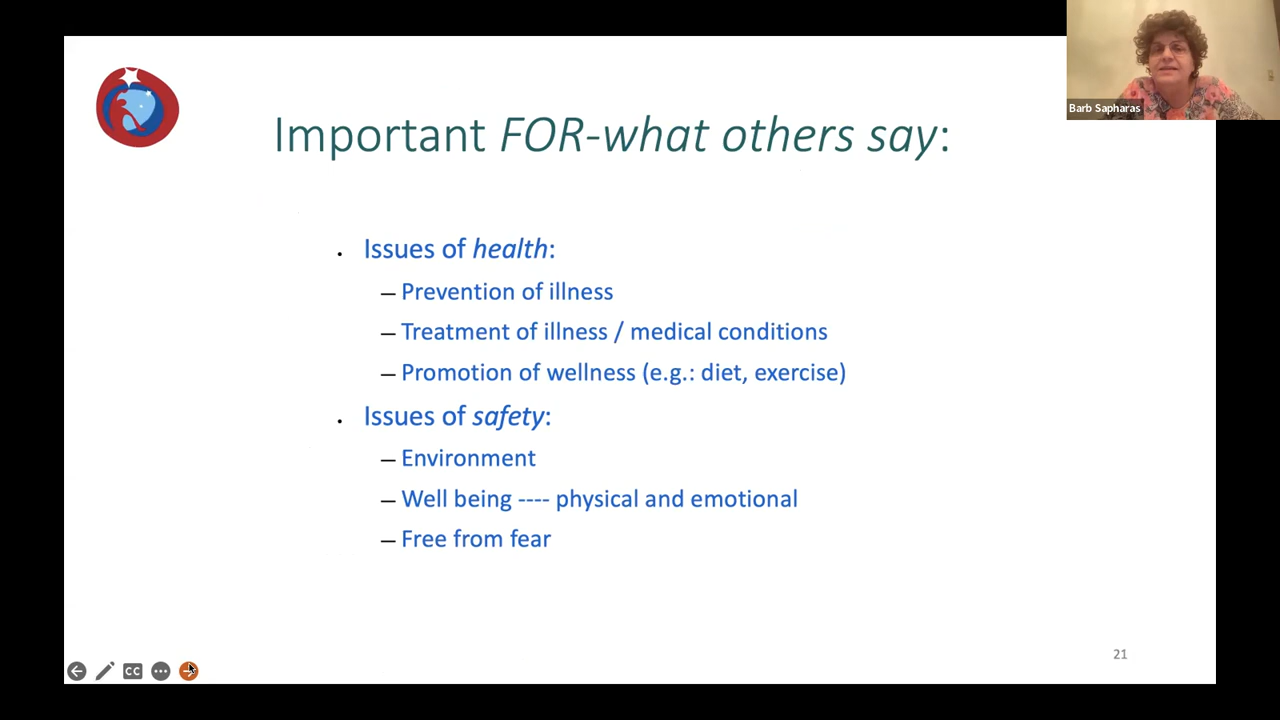 Important FOR-what others say:
Barb Sapharas
• Issues of health:
– Prevention of illness
– Treatment of illness / medical conditions
– Promotion of wellness (e.g.: diet, exercise)
• Issues of safety:
– Environment
– Well being ---- physical and emotional
– Free from fear
21
CC